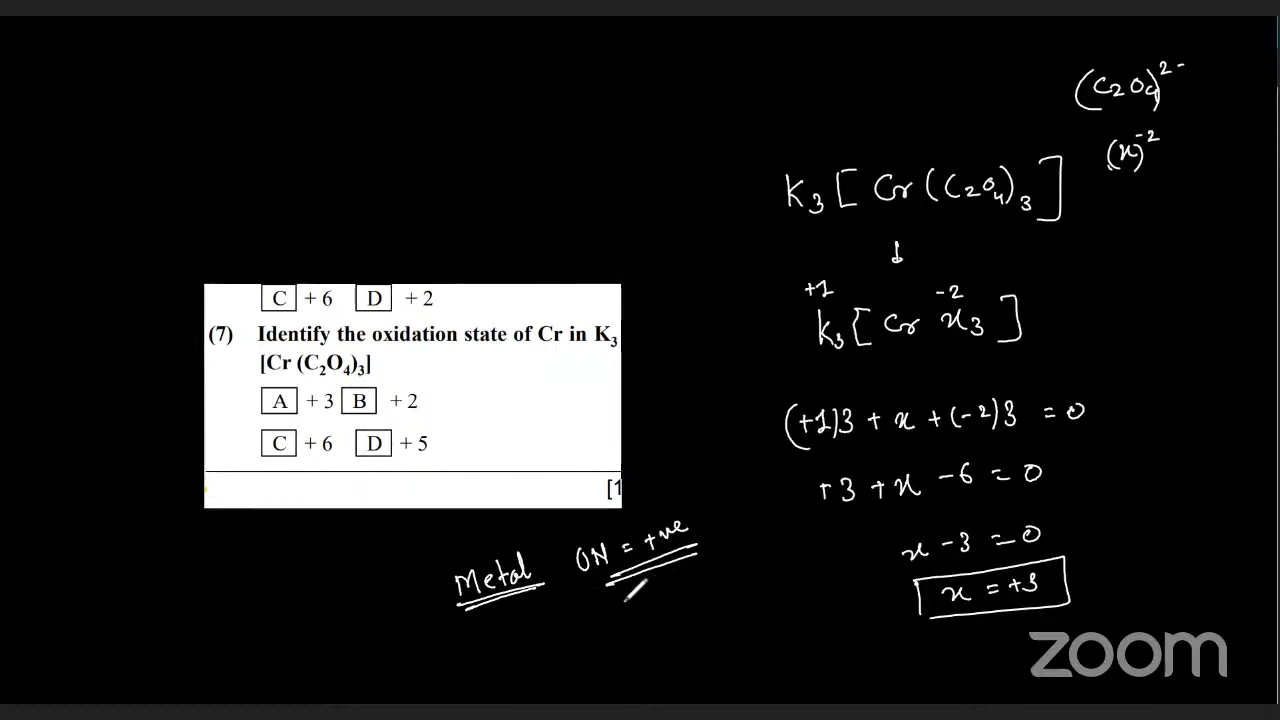 C + 6 D + 2
(7) Identify the oxidation state of Cr in K₃
[Cr (C₂O₄)₃]
A + 3 B + 2
C + 6 D + 5
[1
Metal ON = +ve
(C₂O₄)²⁻
(x)⁻²
K₃[Cr(C₂O₄)₃]
↓
+1 -2
K₃[Cr x₃]
(+1)3 + x + (-2)3 = 0
+3 + x - 6 = 0
x - 3 = 0
x = +3
zoom